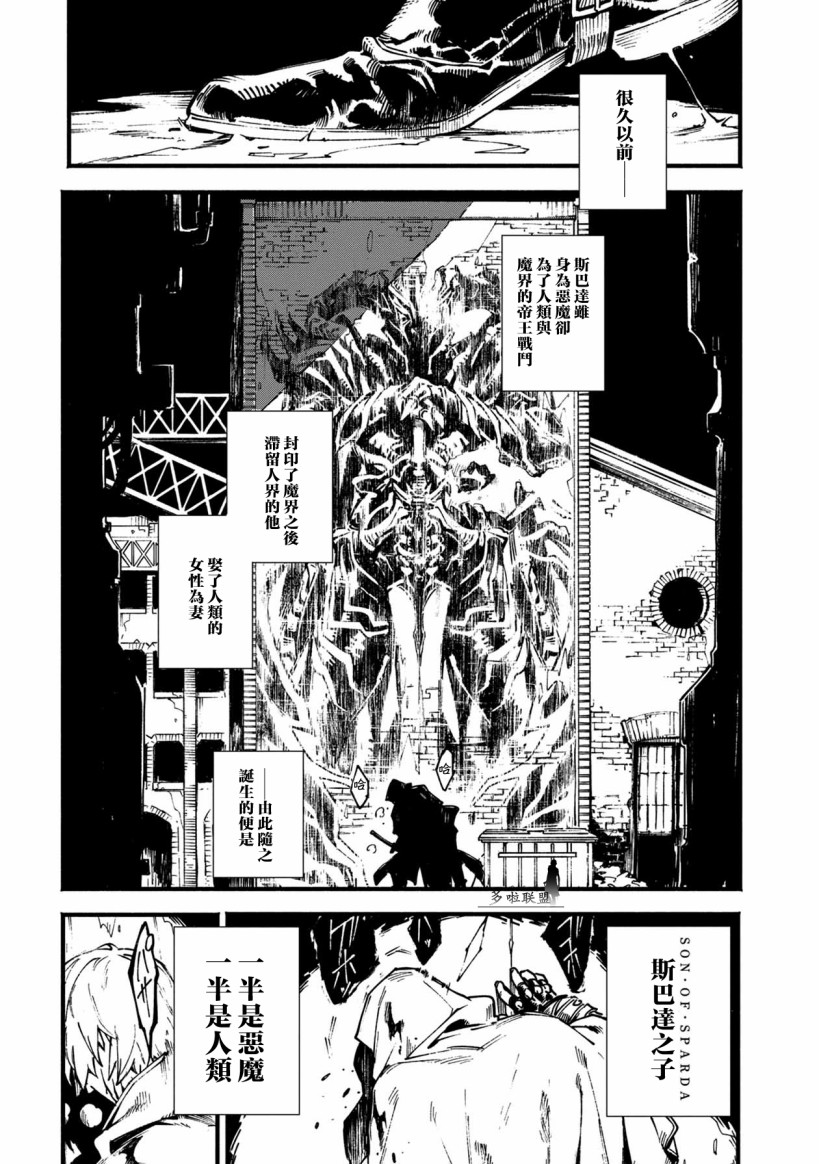 很久以前——
斯巴達雖
身為惡魔卻
為了人類與
魔界的帝王戰鬥
封印了魔界之後
滯留人界的他
娶了人類的
女性為妻
哈
哈
——由此隨之
誕生的便是
多啦联盟
SON·OF·SPARDA
斯巴達之子
一半是惡魔
一半是人類